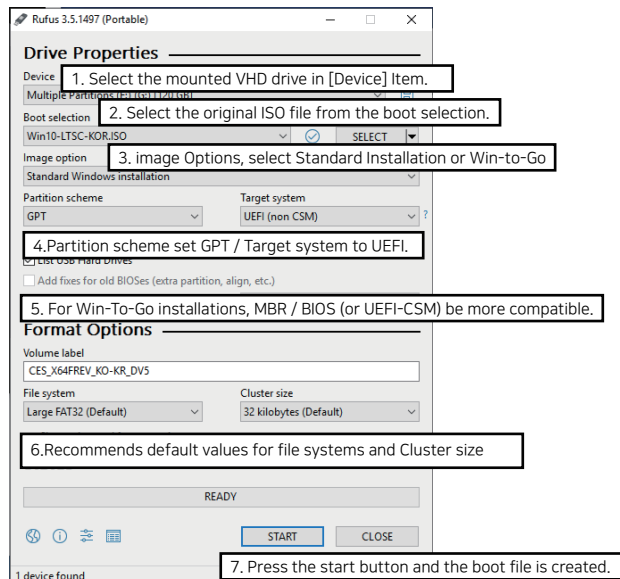 Rufus 3.5.1497 (Portable)
Drive Properties
Device
1. Select the mounted VHD drive in [Device] Item.
Multiple Partitions (F:) (G:) [120 GB]
2. Select the original ISO file from the boot selection.
Boot selection
Win10-LTSC-KOR.ISO SELECT
3. image Options, select Standard Installation or Win-to-Go
Image option
Standard Windows installation
Partition scheme Target system
GPT UEFI (non CSM) ?
4.Partition scheme set GPT / Target system to UEFI.
List USB Hard Drives
Add fixes for old BIOSes (extra partition, align, etc.)
5. For Win-To-Go installations, MBR / BIOS (or UEFI-CSM) be more compatible.
Format Options
Volume label
CES_X64FREV_KO-KR_DV5
File system Cluster size
Large FAT32 (Default) 32 kilobytes (Default)
6.Recommends default values for file systems and Cluster size
READY
START CLOSE
7. Press the start button and the boot file is created.
1 device found